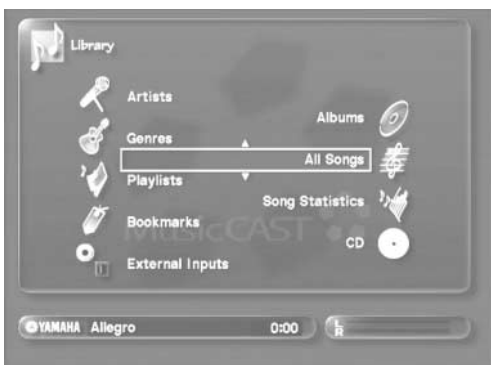 Library
Artists
Albums
Genres
All Songs
Playlists
Song Statistics
Bookmarks
MusicCAST
CD
External Inputs
YAMAHA Allegro 0:00 L
R